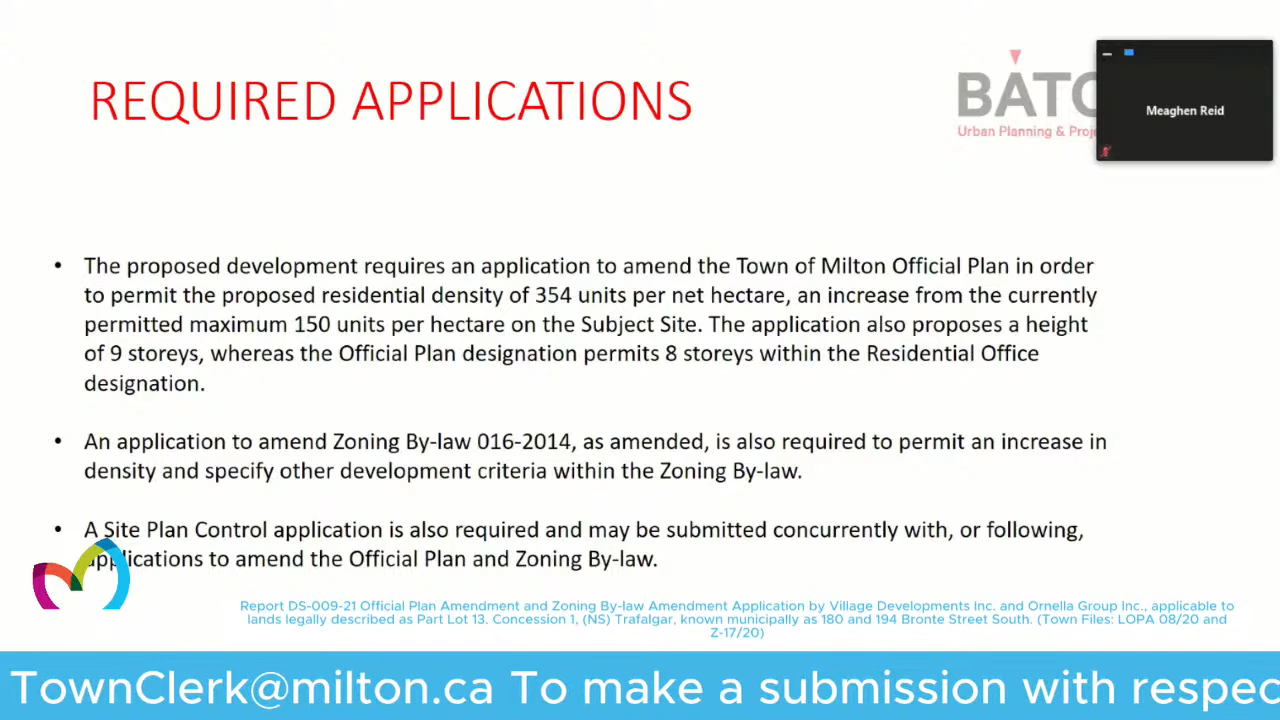 REQUIRED APPLICATIONS
Urban Planning &
Meaghen Reid
• The proposed development requires an application to amend the Town of Milton Official Plan in order
to permit the proposed residential density of 354 units per net hectare, an increase from the currently
permitted maximum 150 units per hectare on the Subject Site. The application also proposes a height
of 9 storeys, whereas the Official Plan designation permits 8 storeys within the Residential Office
designation.
• An application to amend Zoning By-law 016-2014, as amended, is also required to permit an increase in
density and specify other development criteria within the Zoning By-law.
• A Site Plan Control application is also required and may be submitted concurrently with, or following,
applications to amend the Official Plan and Zoning By-law.
Report DS-009-21 Official Plan Amendment and Zoning By-law Amendment Application by Village Developments Inc. and Ornella Group Inc., applicable to
lands legally described as Part Lot 13. Concession 1, (NS) Trafalgar, known municipally as 180 and 194 Bronte Street South. (Town Files: LOPA 08/20 and
Z-17/20)
TownClerk@milton.ca To make a submission with respec